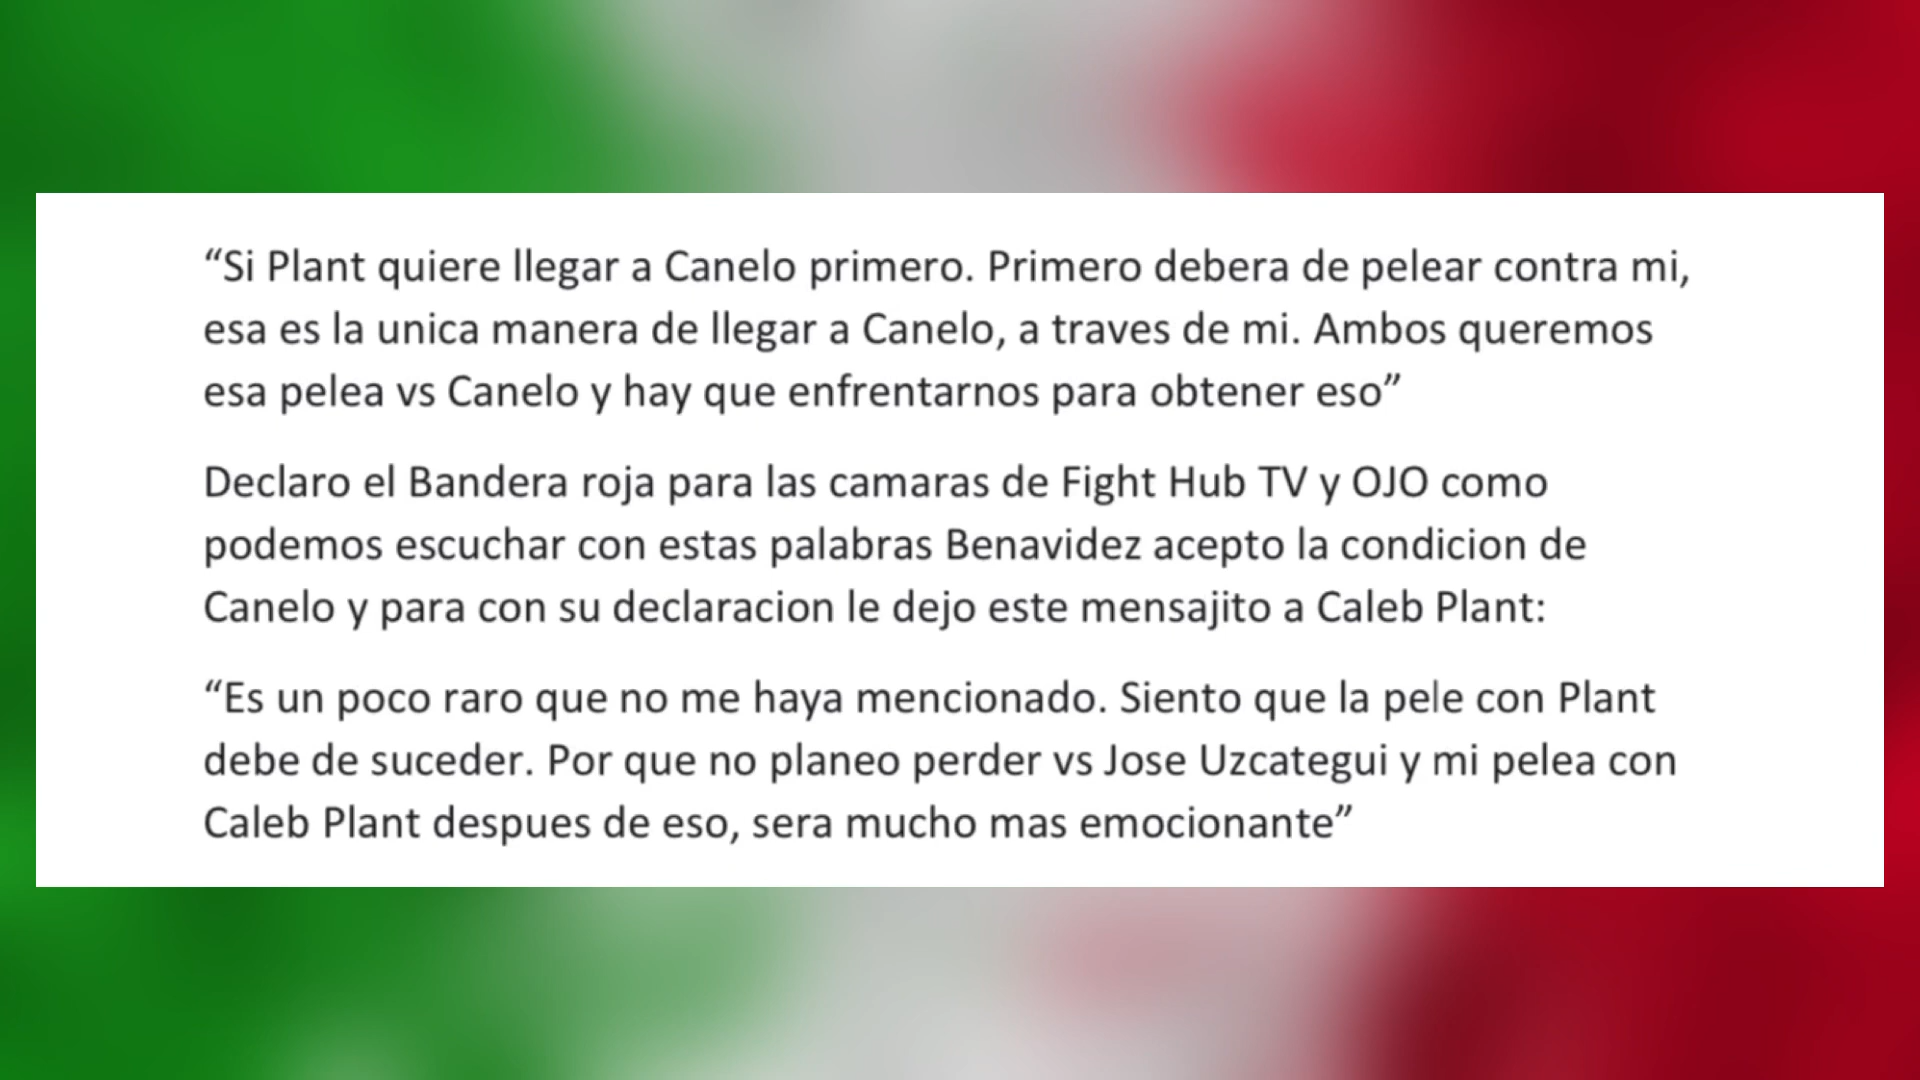 “Si Plant quiere llegar a Canelo primero. Primero debera de pelear contra mi,
esa es la unica manera de llegar a Canelo, a traves de mi. Ambos queremos
esa pelea vs Canelo y hay que enfrentarnos para obtener eso”
Declaro el Bandera roja para las camaras de Fight Hub TV y OJO como
podemos escuchar con estas palabras Benavidez acepto la condicion de
Canelo y para con su declaracion le dejo este mensajito a Caleb Plant:
“Es un poco raro que no me haya mencionado. Siento que la pele con Plant
debe de suceder. Por que no planeo perder vs Jose Uzcategui y mi pelea con
Caleb Plant despues de eso, sera mucho mas emocionante”